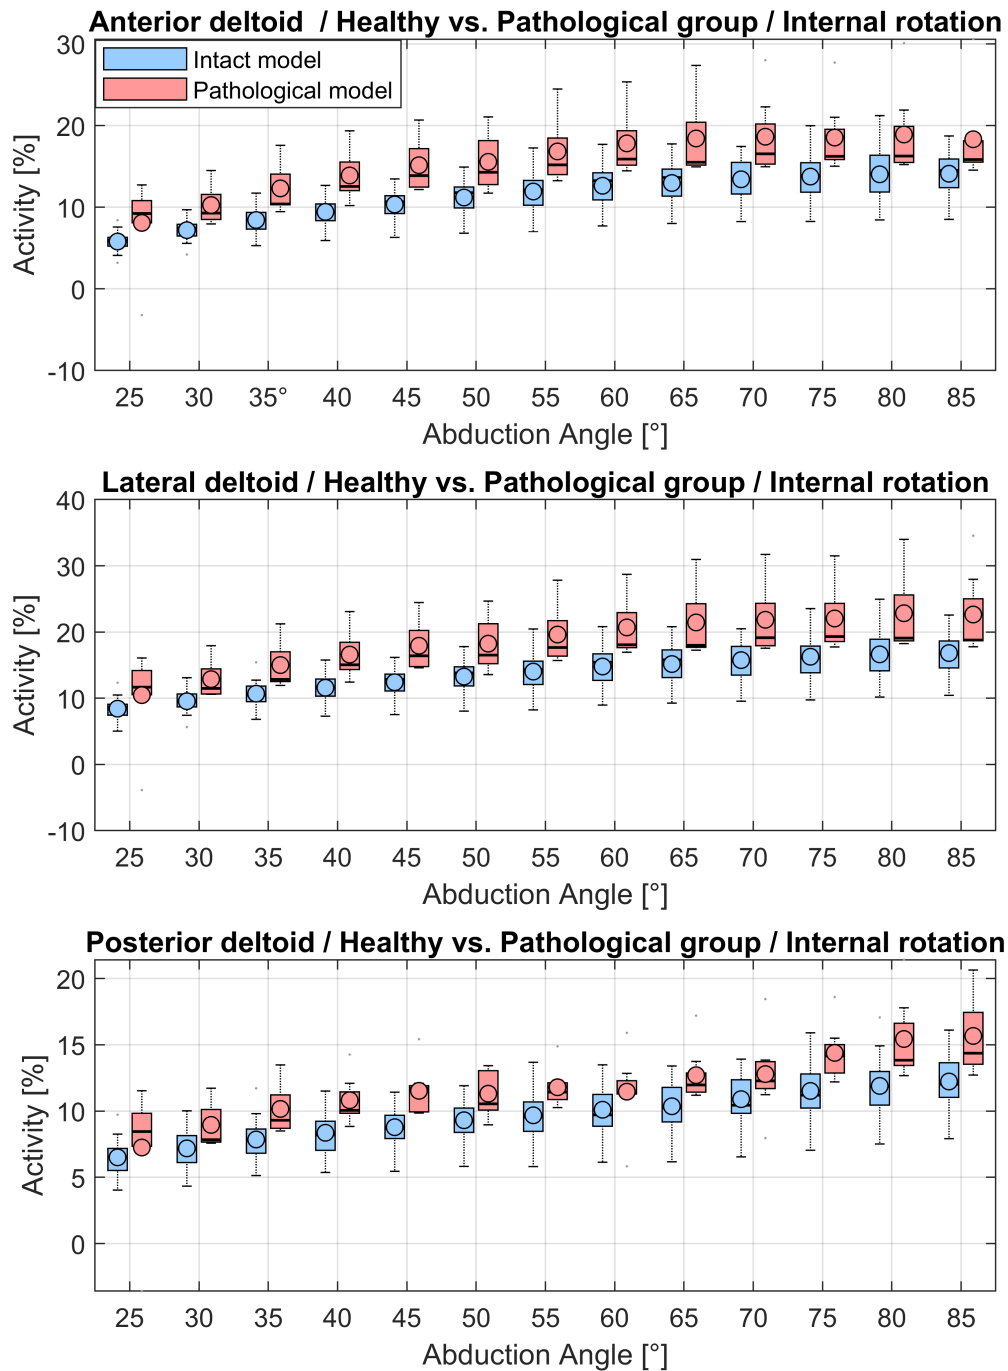 Anterior deltoid / Healthy vs. Pathological group / Internal rotation
Intact model
Pathological model
30
20
10
0
-10
Activity [%]
25 30 35° 40 45 50 55 60 65 70 75 80 85
Abduction Angle [°]
Lateral deltoid / Healthy vs. Pathological group / Internal rotation
40
30
20
10
0
-10
Activity [%]
25 30 35 40 45 50 55 60 65 70 75 80 85
Abduction Angle [°]
Posterior deltoid / Healthy vs. Pathological group / Internal rotation
20
15
10
5
0
Activity [%]
25 30 35 40 45 50 55 60 65 70 75 80 85
Abduction Angle [°]